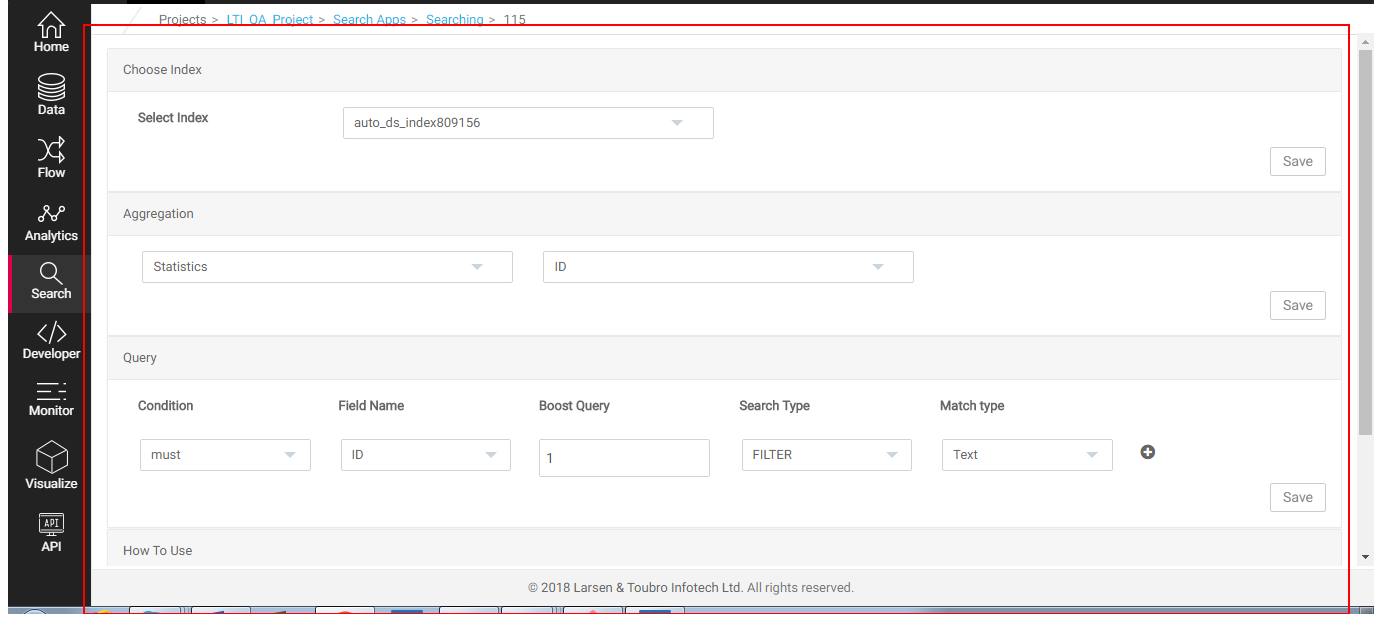 Projects > LTI_QA_Project > Search Apps > Searching > 115
Home
Data
Flow
Analytics
Search
Developer
Monitor
Visualize
API
API
Choose Index
Select Index
auto_ds_index809156
Save
Aggregation
Statistics ID
Save
Query
Condition Field Name Boost Query Search Type Match type
must ID 1 FILTER Text
Save
How To Use
© 2018 Larsen & Toubro Infotech Ltd. All rights reserved.